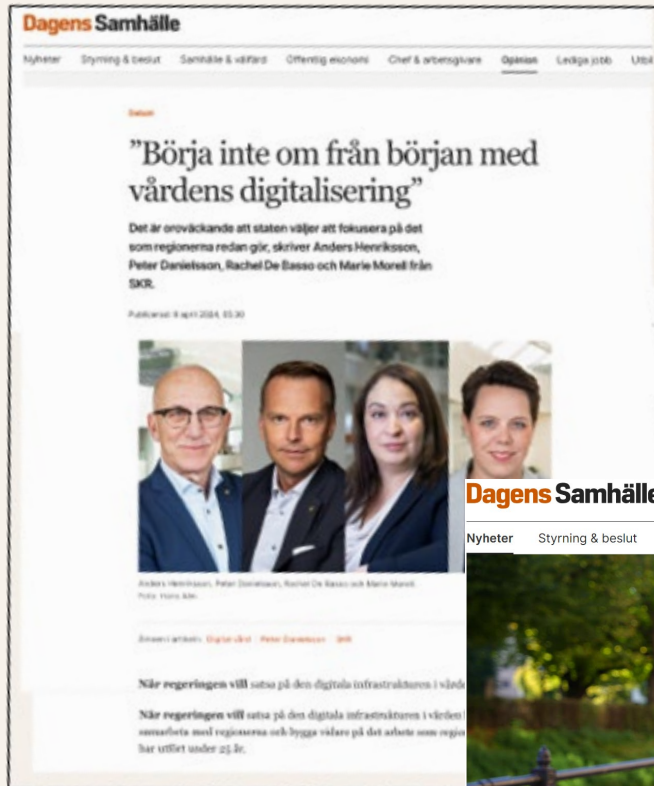 Dagens Samhälle
Nyheter Styrning & beslut Samhälle & välfärd Offentlig ekonomi Chef & arbetsgivare Opinion Lediga jobb Utbil
Debatt
”Börja inte om från början med
vårdens digitalisering”
Det är oroväckande att staten väljer att fokusera på det
som regionerna redan gör, skriver Anders Henriksson,
Peter Danielsson, Rachel De Basso och Marie Morell från
SKR.
Publicerad: 8 april 2024, 05:30
Anders Henriksson, Peter Danielsson, Rachel De Basso och Marie Morell.
Foto: Hans Alm
Ämnen i artikeln: Digital vård Peter Danielsson SKR
När regeringen vill satsa på den digitala infrastrukturen i vårde
När regeringen vill satsa på den digitala infrastrukturen i vården
samarbeta med regionerna och bygga vidare på det arbete som regio
har utfört under 25 år.
Dagens Samhälle
Nyheter Styrning & beslut